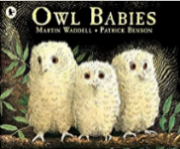 OWL BABIES
MARTIN WADDELL • PATRICK BENSON